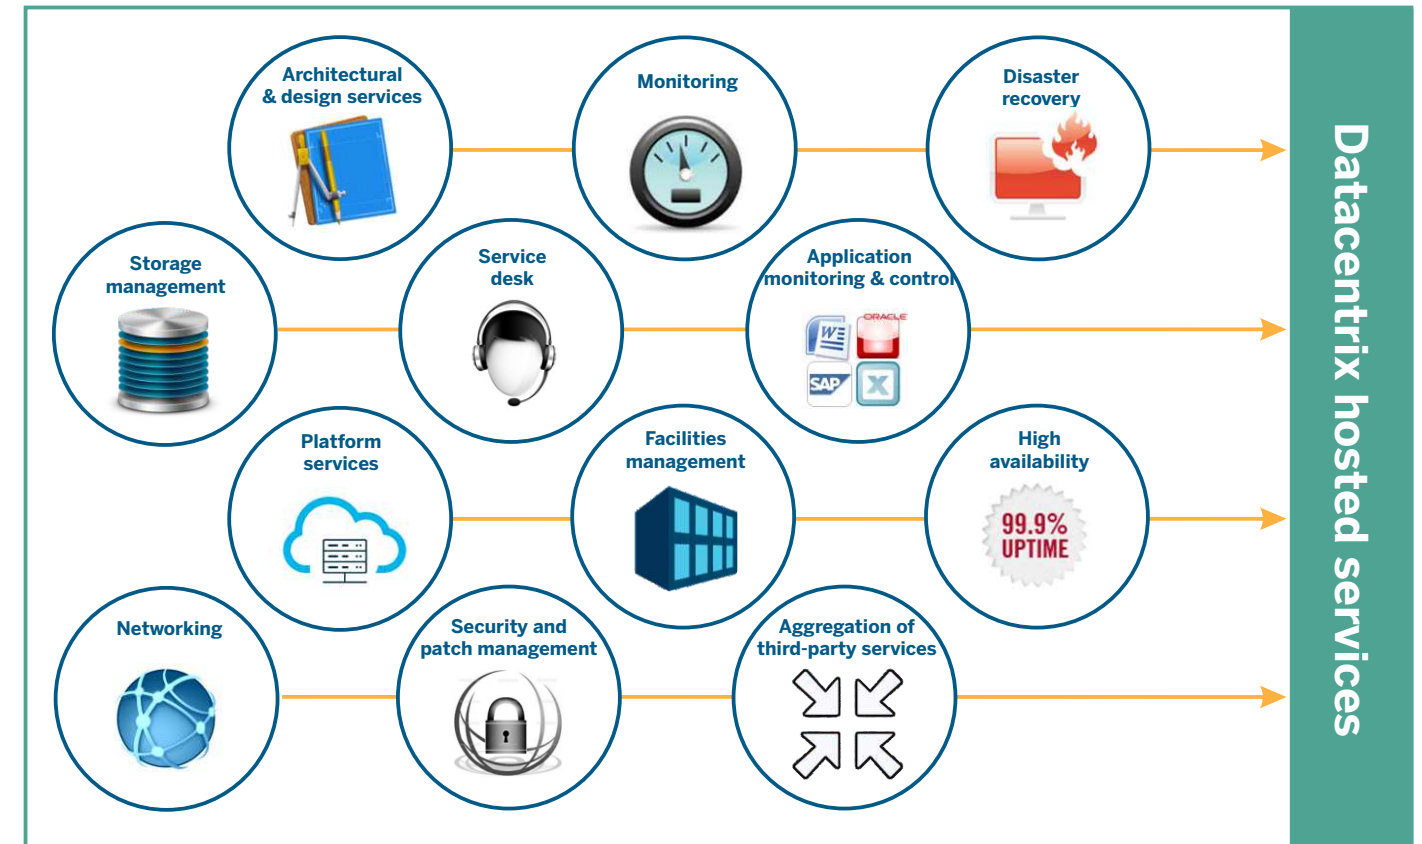 Architectural
& design services
Monitoring
Disaster
recovery
Storage
management
Service
desk
Application
monitoring & control
W
ORACLE
SAP
X
Platform
services
Facilities
management
High
availability
99.9%
UPTIME
Networking
Security and
patch management
Aggregation of
third-party services
Datacentrix hosted services